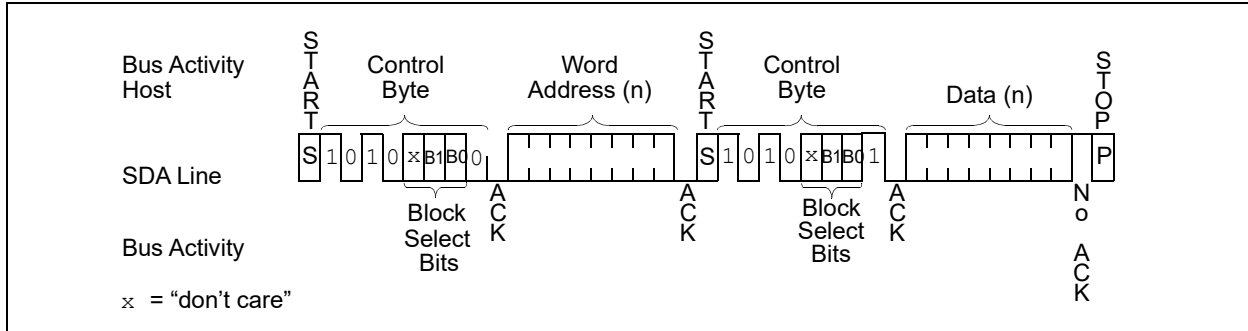 Bus Activity
Host
SDA Line
Bus Activity
x = “don’t care”
START
Control
Byte
Word
Address (n)
START
Control
Byte
Data (n)
STOP
S 1 0 1 0 x B1 B0 0
S 1 0 1 0 x B1 B0 1
P
Block
Select
Bits
ACK
ACK
Block
Select
Bits
ACK
No ACK